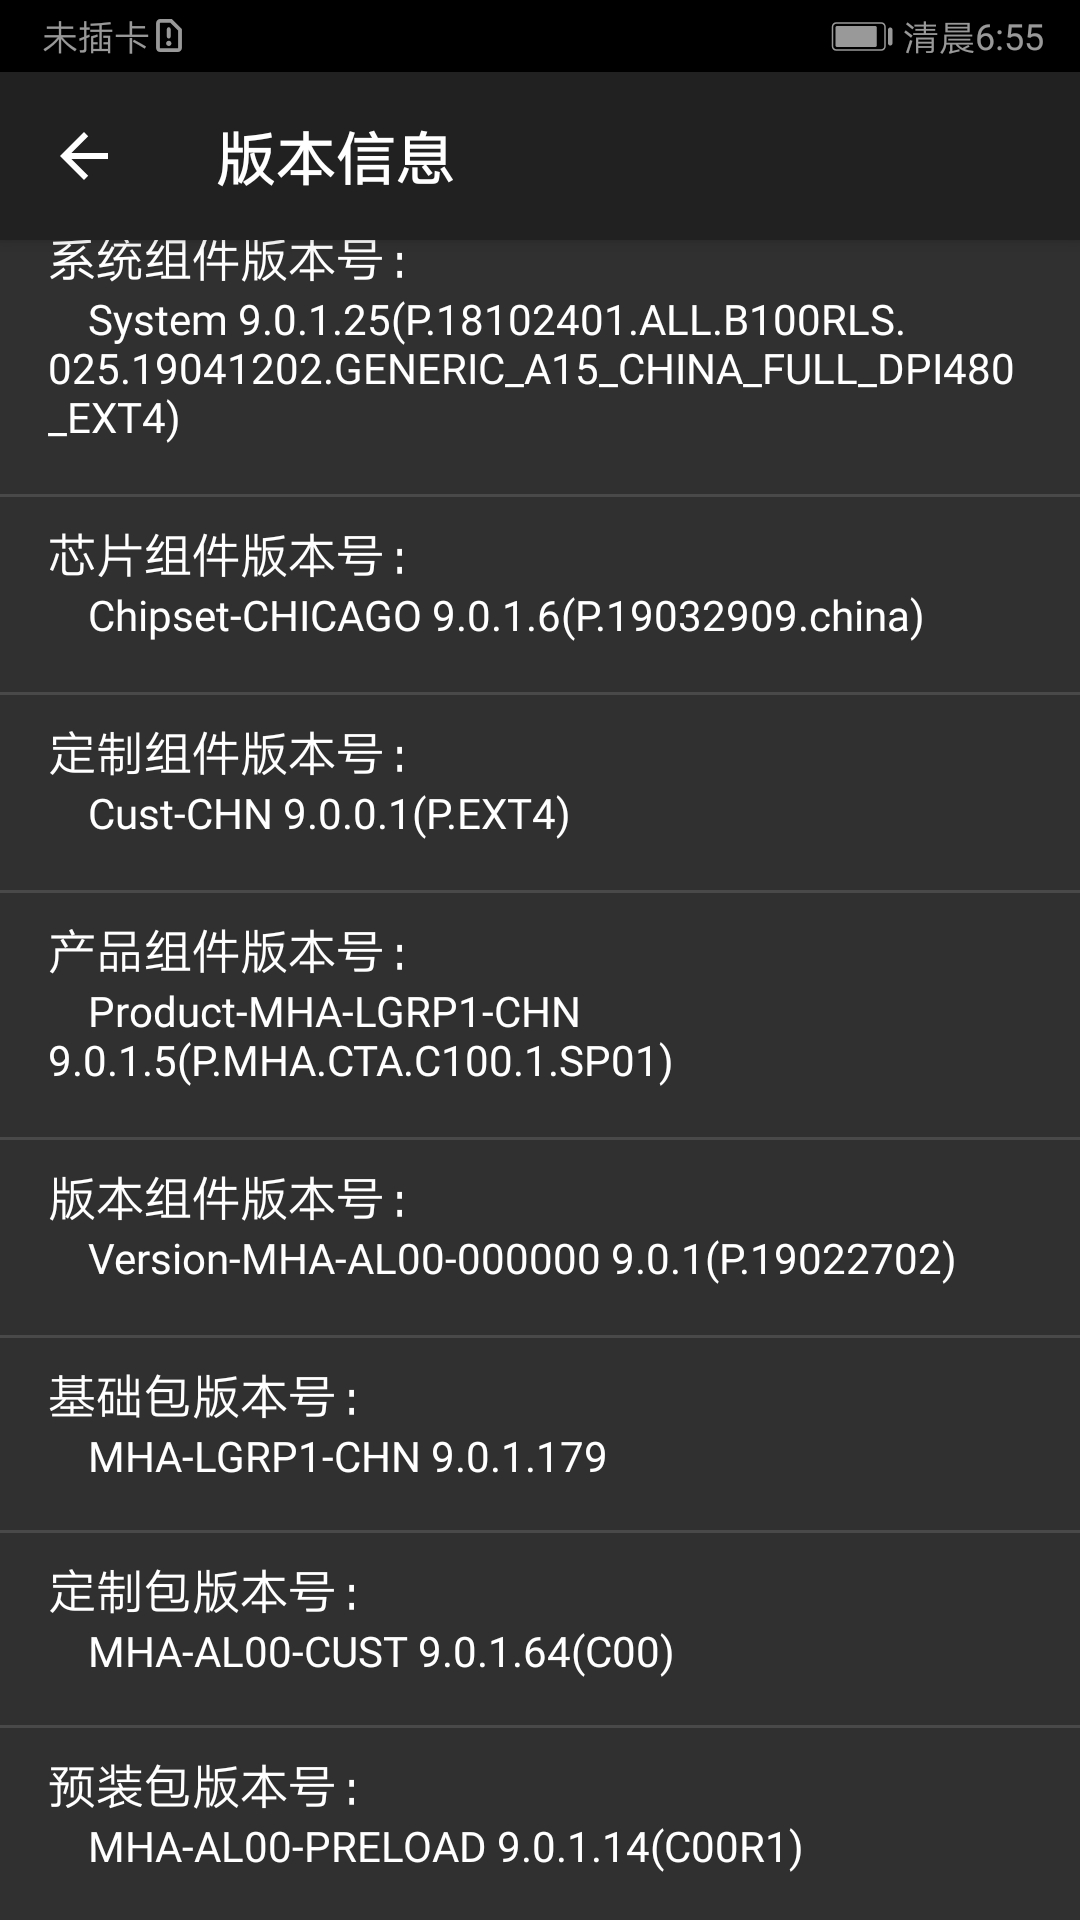 未插卡
清晨6:55
版本信息
系统组件版本号:
System 9.0.1.25(P.18102401.ALL.B100RLS.
025.19041202.GENERIC_A15_CHINA_FULL_DPI480
_EXT4)
芯片组件版本号:
Chipset-CHICAGO 9.0.1.6(P.19032909.china)
定制组件版本号:
Cust-CHN 9.0.0.1(P.EXT4)
产品组件版本号:
Product-MHA-LGRP1-CHN
9.0.1.5(P.MHA.CTA.C100.1.SP01)
版本组件版本号:
Version-MHA-AL00-000000 9.0.1(P.19022702)
基础包版本号:
MHA-LGRP1-CHN 9.0.1.179
定制包版本号:
MHA-AL00-CUST 9.0.1.64(C00)
预装包版本号:
MHA-AL00-PRELOAD 9.0.1.14(C00R1)